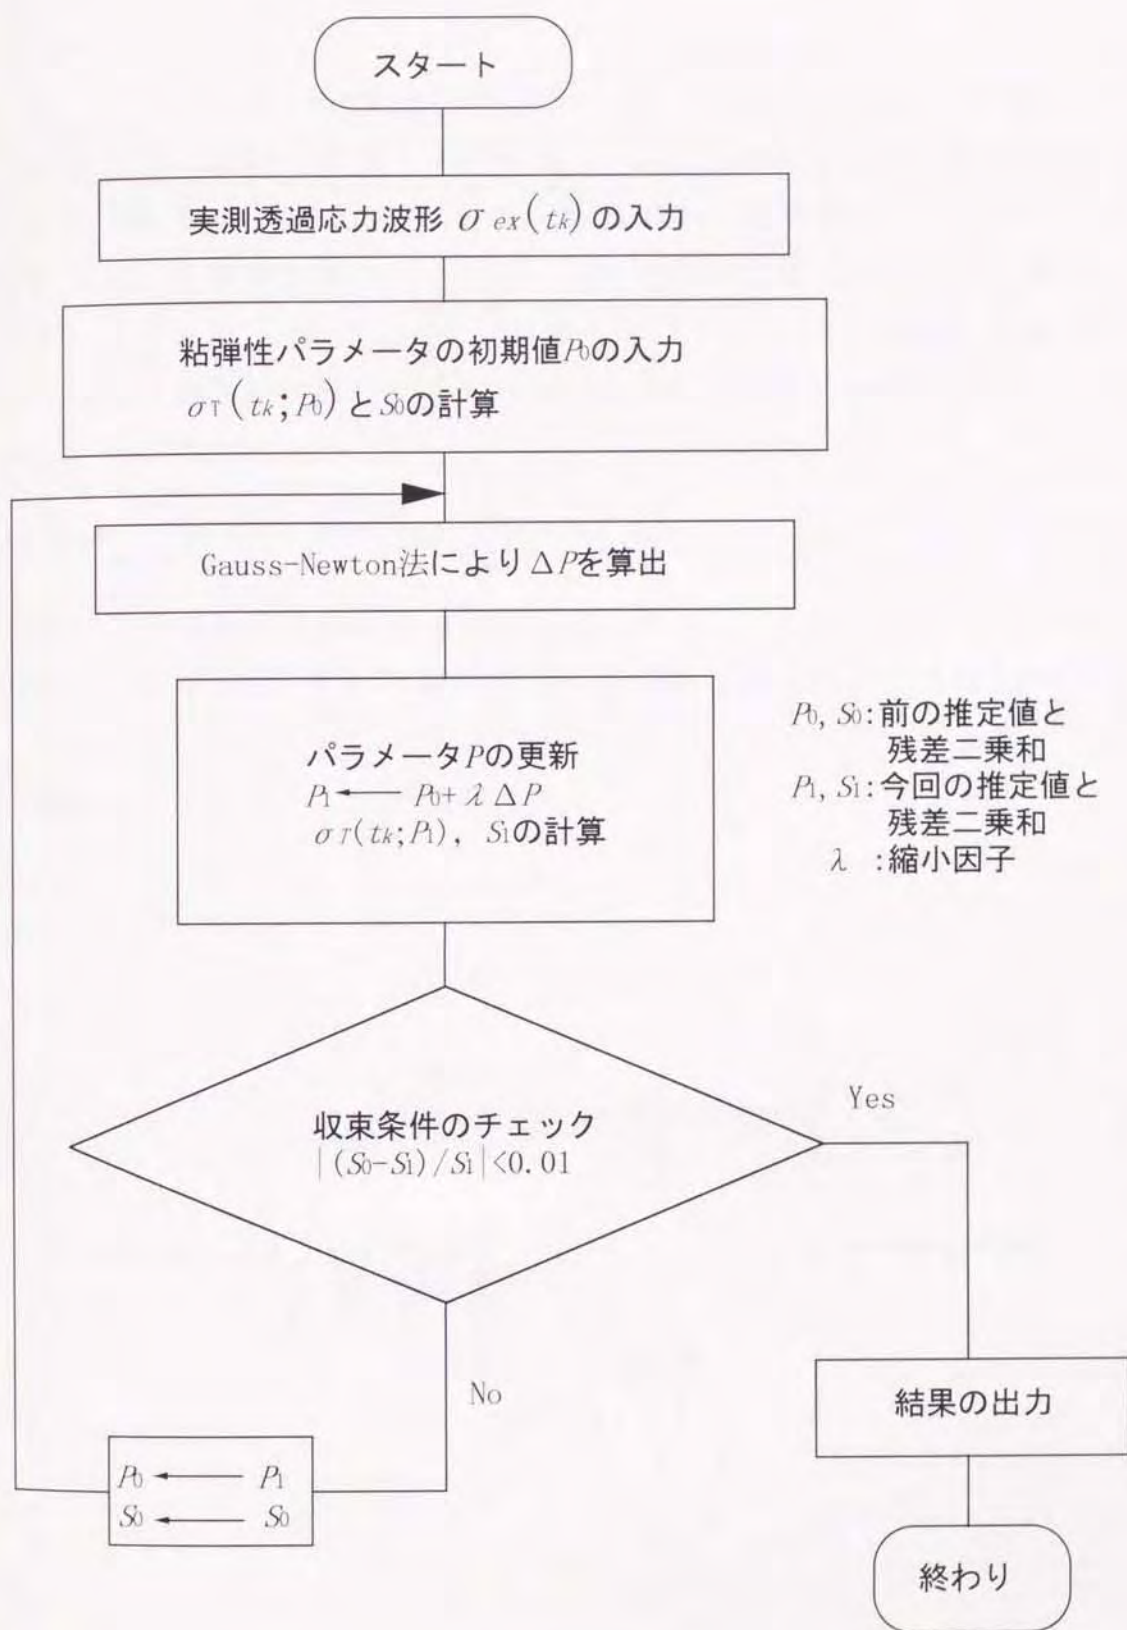 スタート
実測透過応力波形 σex(tk) の入力
粘弾性パラメータの初期値P0の入力
σT(tk;P0) とS0の計算
Gauss-Newton法によりΔPを算出
パラメータPの更新
P1 ← P0+λΔP
σT(tk;P1), S1の計算
P0, S0:前の推定値と
残差二乗和
P1, S1:今回の推定値と
残差二乗和
λ :縮小因子
収束条件のチェック
|(S0-S1)/S1|<0.01
Yes
No
結果の出力
P0 ← P1
S0 ← S0
終わり